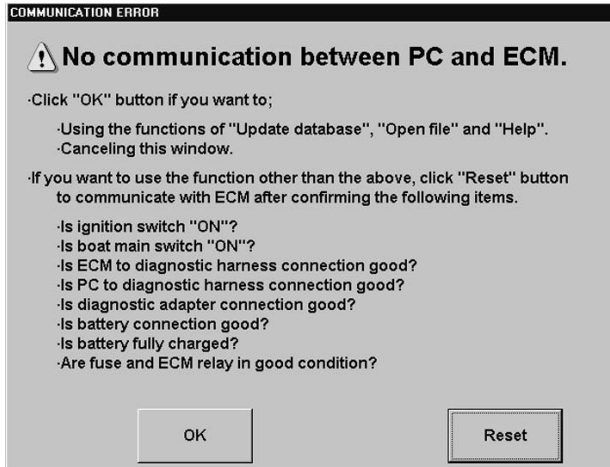 COMMUNICATION ERROR
No communication between PC and ECM.
·Click "OK" button if you want to;
·Using the functions of "Update database", "Open file" and "Help".
·Canceling this window.
·If you want to use the function other than the above, click "Reset" button
to communicate with ECM after confirming the following items.
·Is ignition switch "ON"?
·Is boat main switch "ON"?
·Is ECM to diagnostic harness connection good?
·Is PC to diagnostic harness connection good?
·Is diagnostic adapter connection good?
·Is battery connection good?
·Is battery fully charged?
·Are fuse and ECM relay in good condition?
OK
Reset